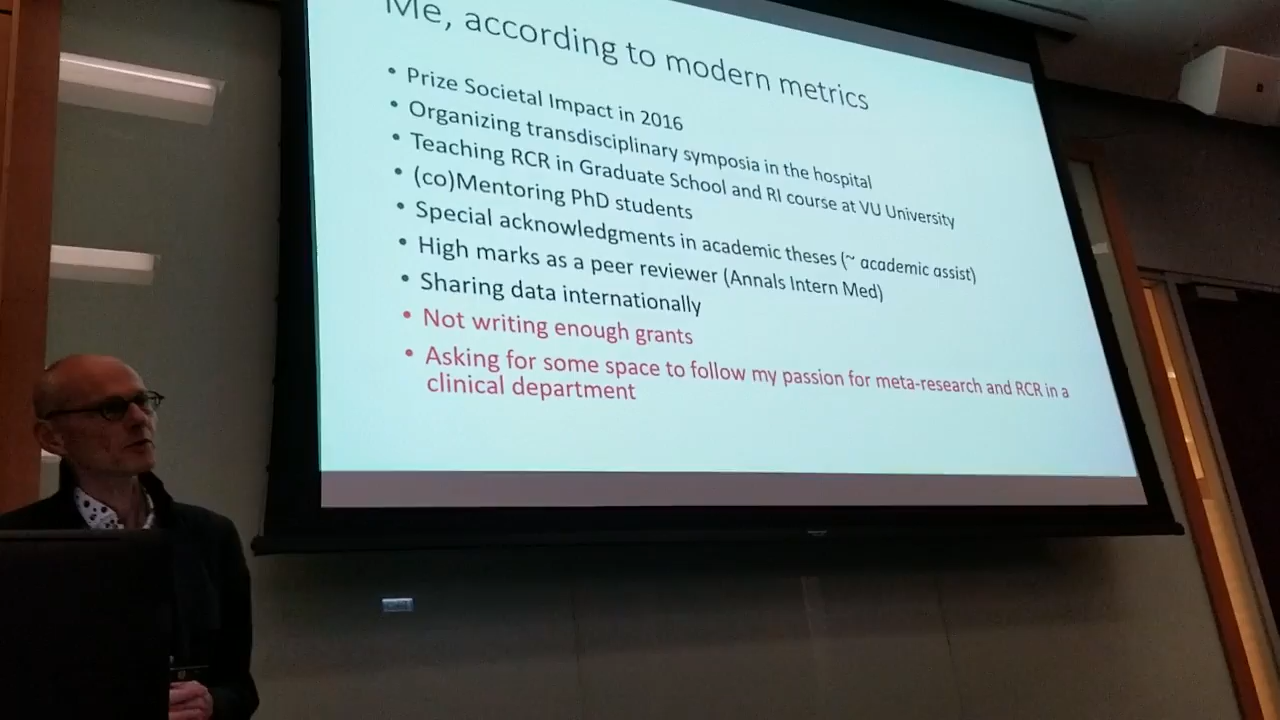 Me, according to modern metrics
• Prize Societal Impact in 2016
• Organizing transdisciplinary symposia in the hospital
• Teaching RCR in Graduate School and RI course at VU University
• (co)Mentoring PhD students
• Special acknowledgments in academic theses (~ academic assist)
• High marks as a peer reviewer (Annals Intern Med)
• Sharing data internationally
• Not writing enough grants
• Asking for some space to follow my passion for meta-research and RCR in a
clinical department